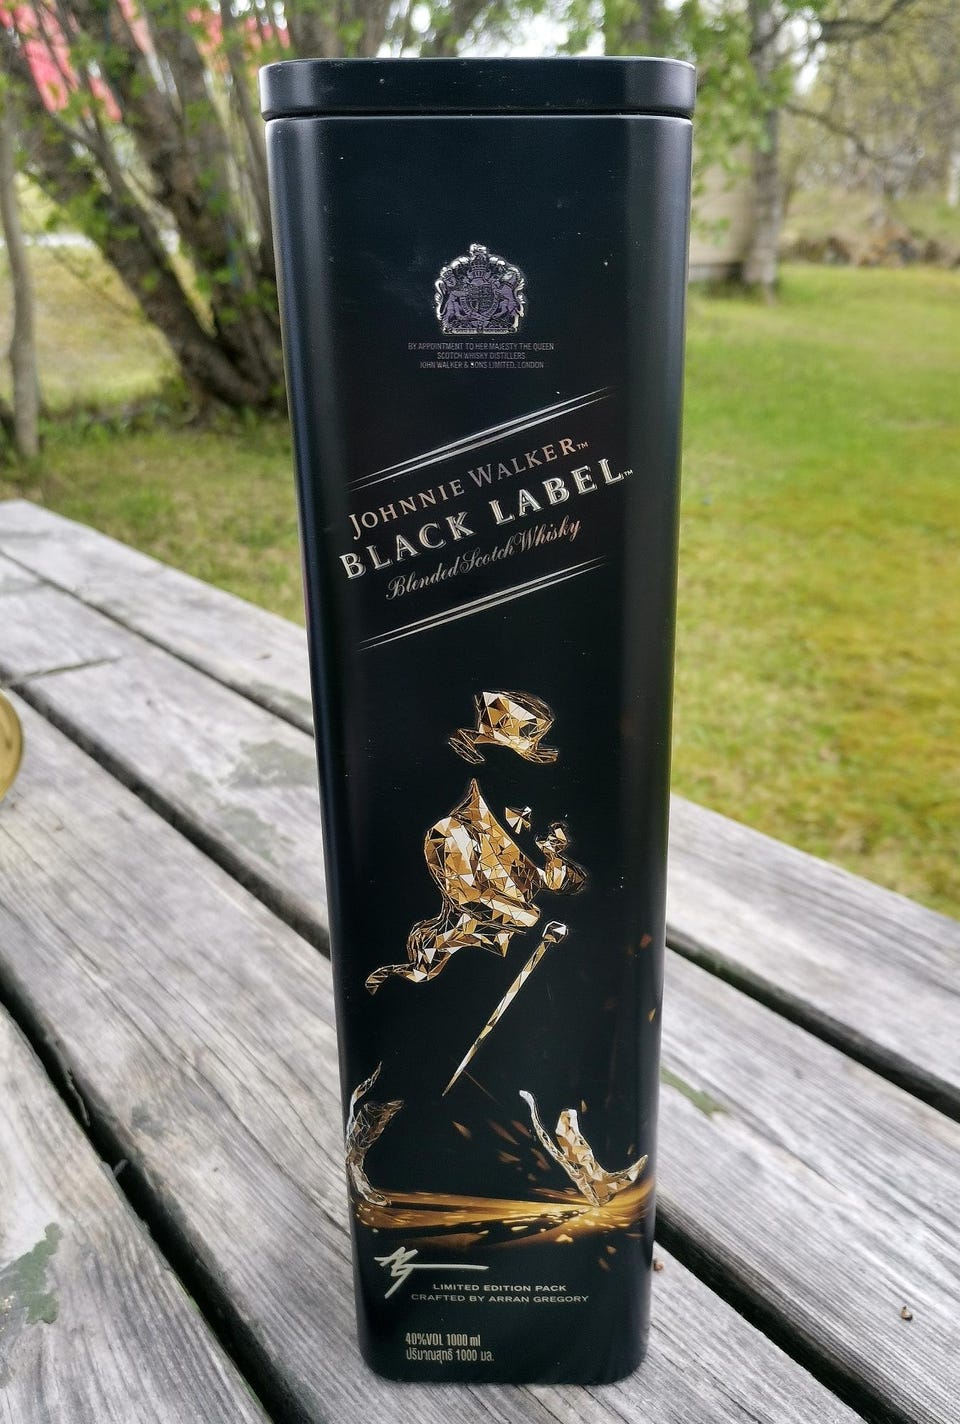 BY APPOINTMENT TO HER MAJESTY THE QUEEN
SCOTCH WHISKY DISTILLERS
JOHN WALKER & SONS LIMITED, LONDON
JOHNNIE WALKER™
BLACK LABEL™
Blended Scotch Whisky
LIMITED EDITION PACK
CRAFTED BY ARRAN GREGORY
40%VOL 1000 ml
ปริมาณสุทธิ 1000 มล.